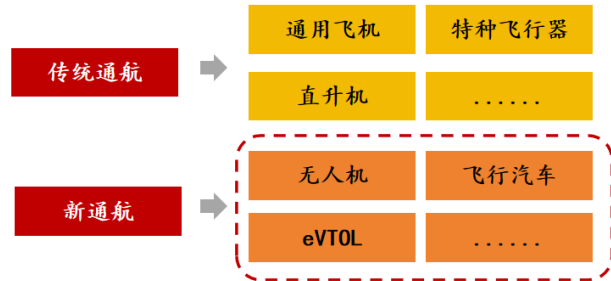 传统通航
通用飞机
特种飞行器
直升机
......
新通航
无人机
飞行汽车
eVTOL
......